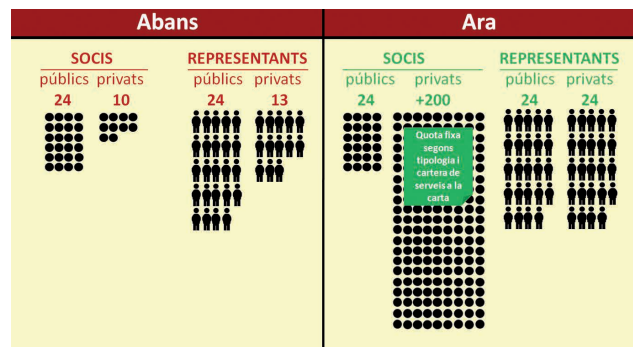 Abans
Ara
SOCIS
REPRESENTANTS
públics privats
públics privats
24 10
24 13
SOCIS
REPRESENTANTS
públics privats
públics privats
24 +200
24 24
Quota fixa
segons
tipologia i
cartera de
serveis a la
carta